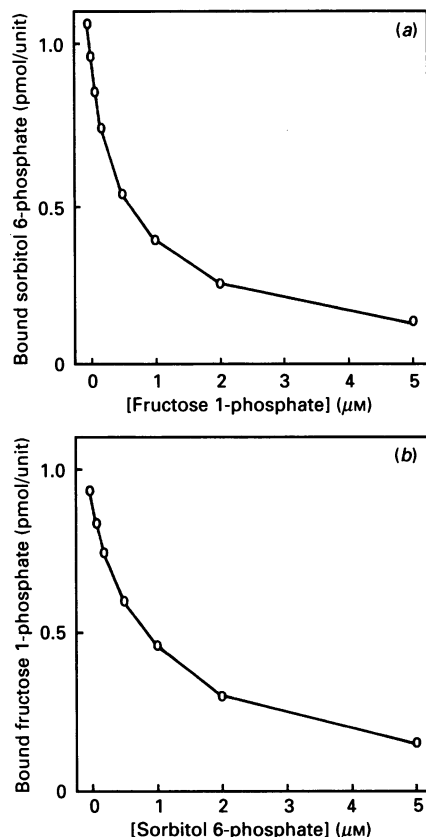 (a)
Bound sorbitol 6-phosphate (pmol/unit)
1.0
0.5
0
0 1 2 3 4 5
[Fructose 1-phosphate] (μM)
(b)
Bound fructose 1-phosphate (pmol/unit)
1.0
0.5
0
0 1 2 3 4 5
[Sorbitol 6-phosphate] (μM)